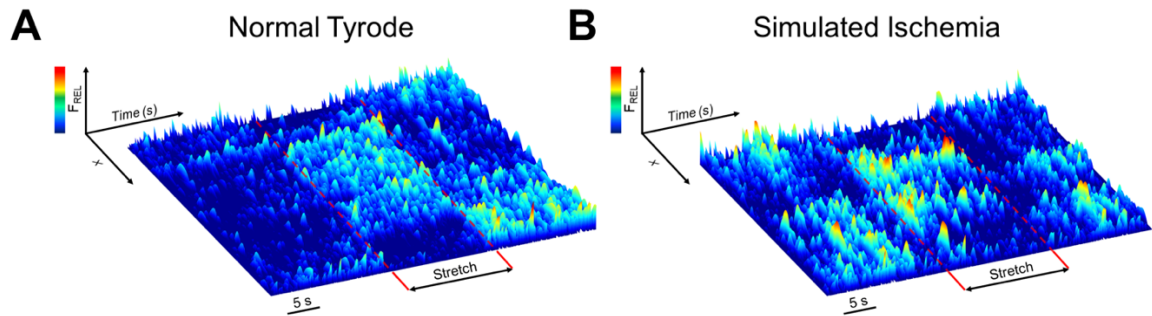 A
Normal Tyrode
F_REL
Time (s)
X
Stretch
5 s
B
Simulated Ischemia
F_REL
Time (s)
X
Stretch
5 s